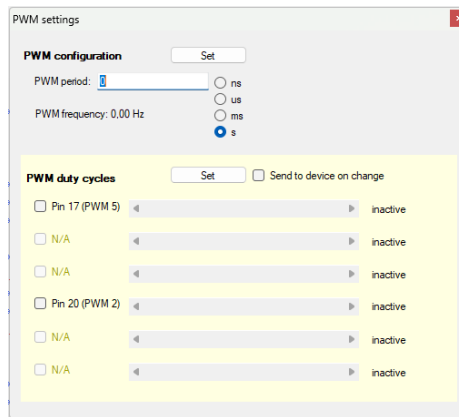 PWM settings
PWM configuration Set
PWM period: 0 ns
us
PWM frequency: 0,00 Hz ms
s
PWM duty cycles Set Send to device on change
Pin 17 (PWM 5) inactive
N/A inactive
N/A inactive
Pin 20 (PWM 2) inactive
N/A inactive
N/A inactive